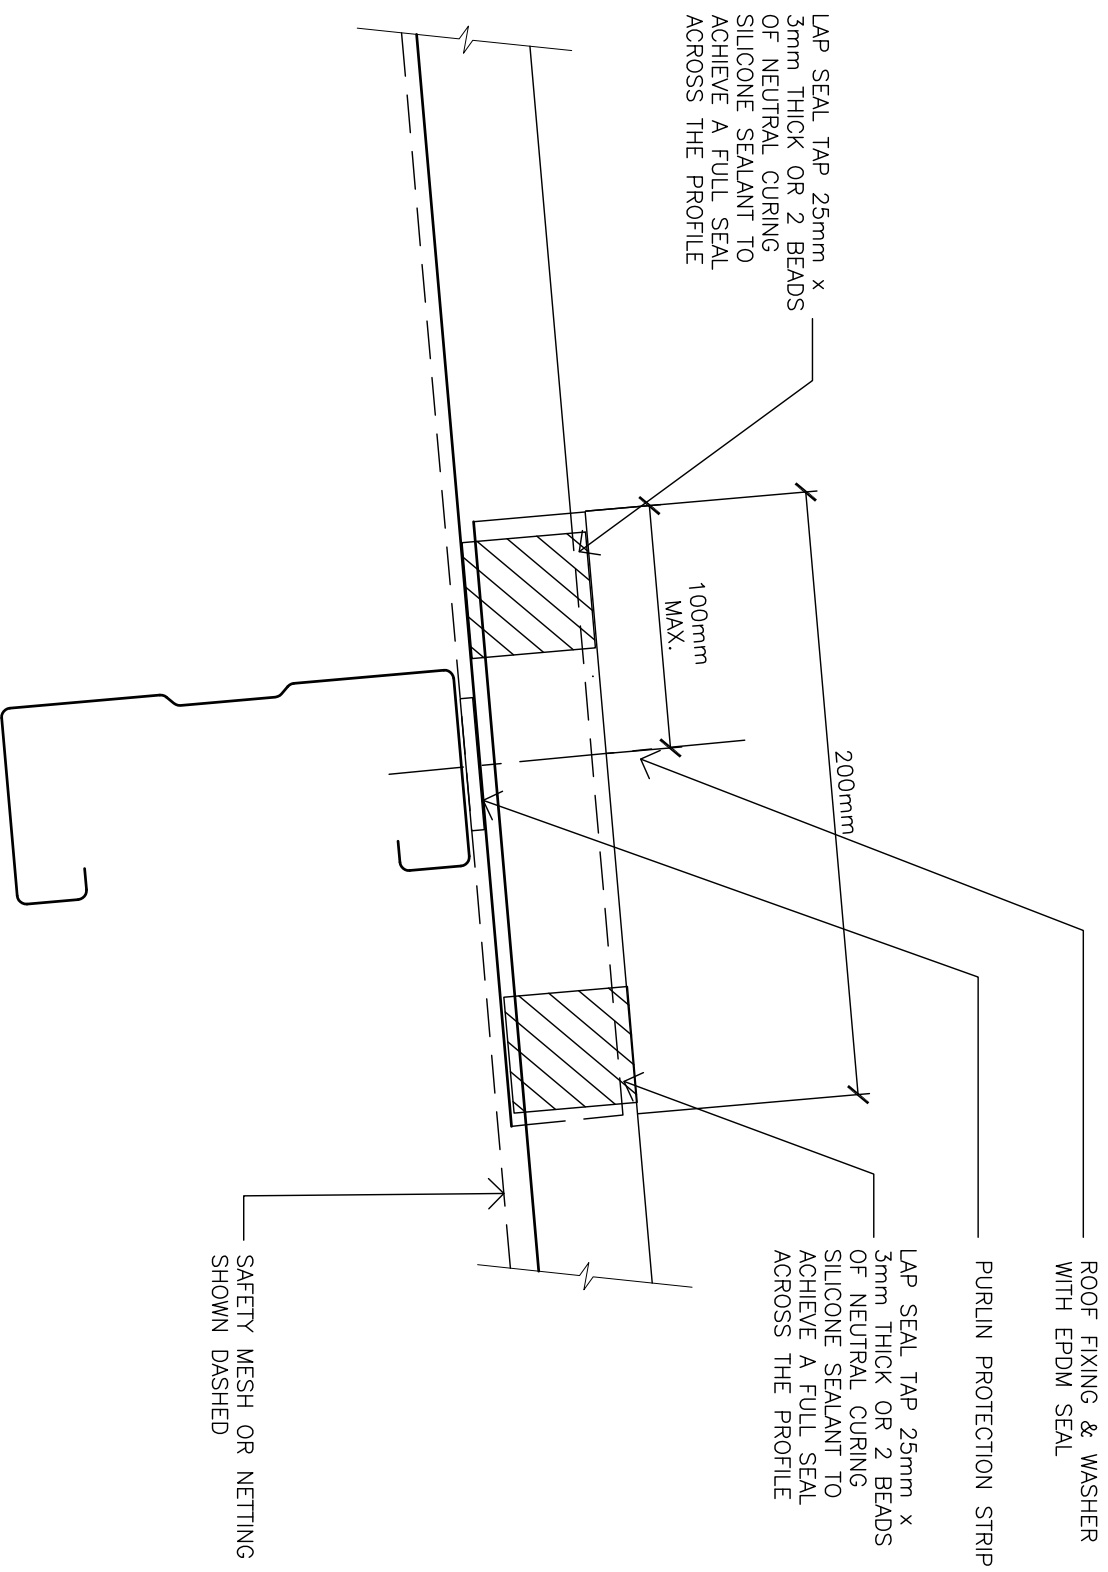 LAP SEAL TAP 25mm x
3mm THICK OR 2 BEADS
OF NEUTRAL CURING
SILICONE SEALANT TO
ACHIEVE A FULL SEAL
ACROSS THE PROFILE
200mm
100mm
MAX.
ROOF FIXING & WASHER
WITH EPDM SEAL
PURLIN PROTECTION STRIP
LAP SEAL TAP 25mm x
3mm THICK OR 2 BEADS
OF NEUTRAL CURING
SILICONE SEALANT TO
ACHIEVE A FULL SEAL
ACROSS THE PROFILE
SAFETY MESH OR NETTING
SHOWN DASHED